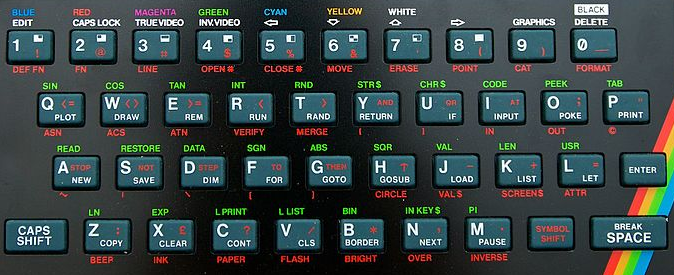 BLUE RED MAGENTA GREEN CYAN YELLOW WHITE BLACK
EDIT CAPS LOCK TRUE VIDEO INV. VIDEO GRAPHICS DELETE
1 ! 2 @ 3 # 4 $ 5 % 6 & 7 ' 8 ( 9 ) 0 _
DEF FN FN LINE OPEN # CLOSE # MOVE ERASE POINT CAT FORMAT
SIN COS TAN INT RND STR $ CHR $ CODE PEEK TAB
Q <= W <> E >= R < T > Y AND U OR I AT O ; P "
PLOT DRAW REM RUN RAND RETURN IF INPUT POKE PRINT
ASN ACS ATN VERIFY MERGE [ ] IN OUT ©
READ RESTORE DATA SGN ABS SQR VAL LEN USR
A STOP S NOT D STEP F TO G THEN H ↑ J - K + L = ENTER
NEW SAVE DIM FOR GOTO GOSUB LOAD LIST LET
~ | \ { } CIRCLE VAL $ SCREEN $ ATTR
LN EXP L PRINT L LIST BIN IN KEY $ PI
CAPS SHIFT Z : X £ C ? V / B * N , M . SYMBOL SHIFT BREAK SPACE
COPY CLEAR CONT CLS BORDER NEXT PAUSE
BEEP INK PAPER FLASH BRIGHT OVER INVERSE